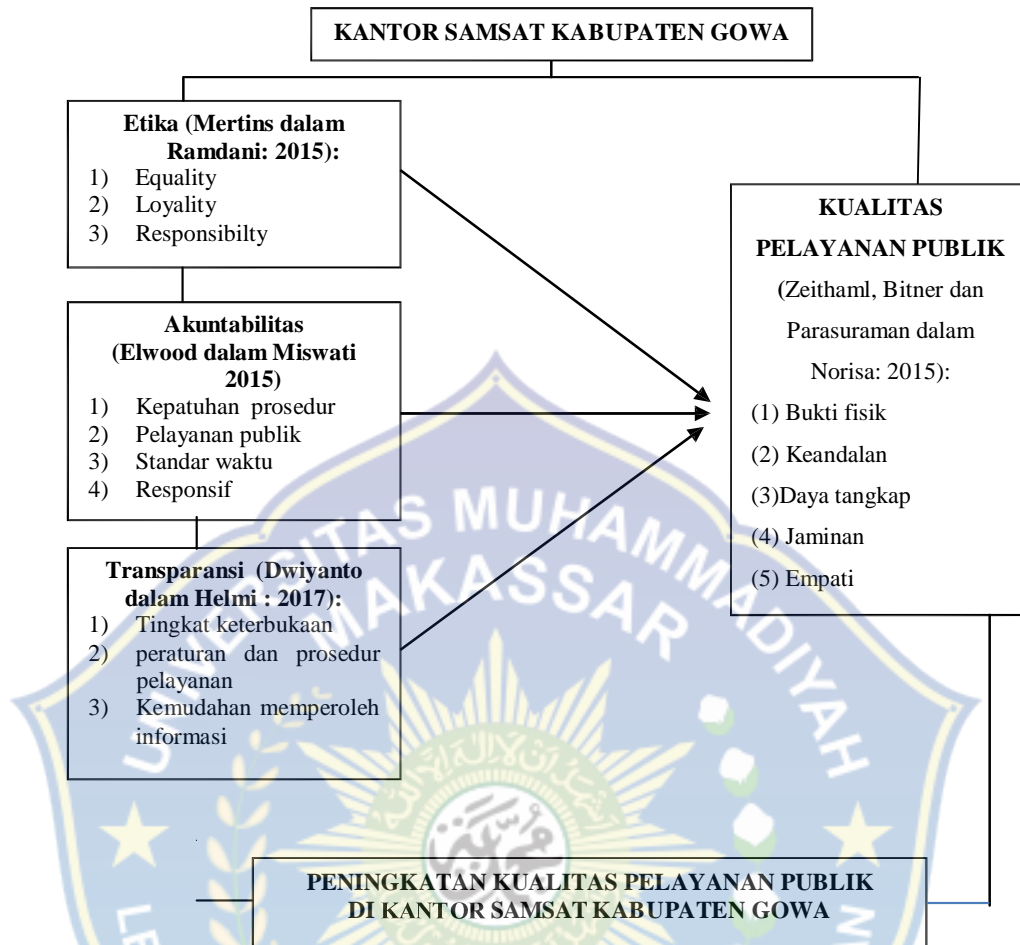 KANTOR SAMSAT KABUPATEN GOWA
Etika (Mertins dalam
Ramdani: 2015):
1) Equality
2) Loyality
3) Responsibilty
Akuntabilitas
(Elwood dalam Miswati
2015)
1) Kepatuhan prosedur
2) Pelayanan publik
3) Standar waktu
4) Responsif
Transparansi (Dwiyanto
dalam Helmi : 2017):
1) Tingkat keterbukaan
2) peraturan dan prosedur
pelayanan
3) Kemudahan memperoleh
informasi
KUALITAS
PELAYANAN PUBLIK
(Zeithaml, Bitner dan
Parasuraman dalam
Norisa: 2015):
(1) Bukti fisik
(2) Keandalan
(3)Daya tangkap
(4) Jaminan
(5) Empati
PENINGKATAN KUALITAS PELAYANAN PUBLIK
DI KANTOR SAMSAT KABUPATEN GOWA
UNIVERSITAS MUHAMMADIYAH
MAKASSAR